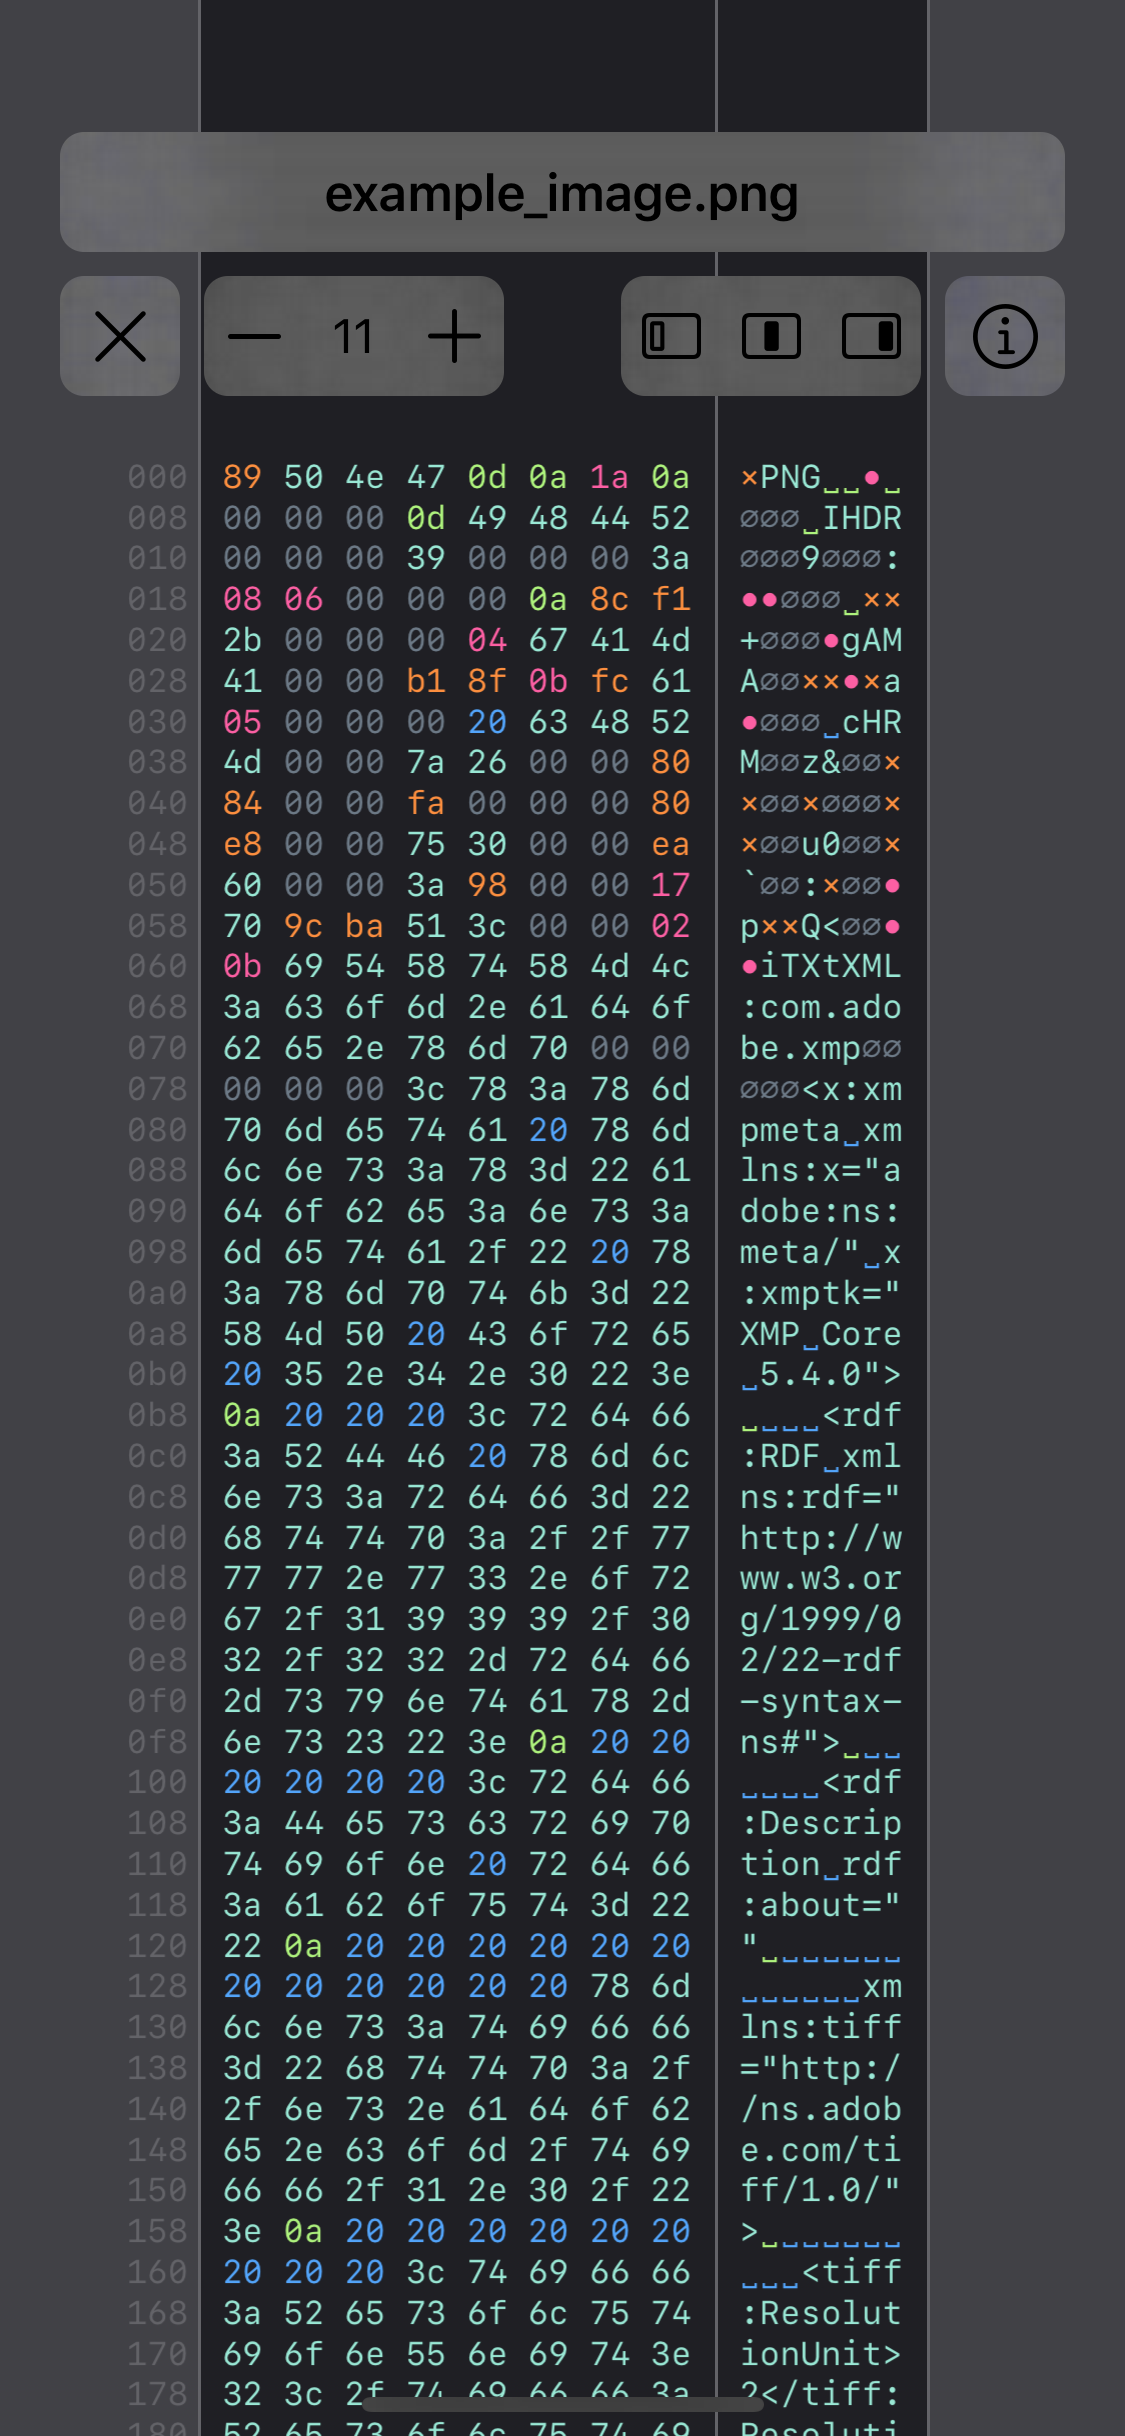 example_image.png
11
000 89 50 4e 47 0d 0a 1a 0a ×PNG␣␣•␣
008 00 00 00 0d 49 48 44 52 ∅∅∅␣IHDR
010 00 00 00 39 00 00 00 3a ∅∅∅9∅∅∅:
018 08 06 00 00 00 0a 8c f1 ••∅∅∅␣××
020 2b 00 00 00 04 67 41 4d +∅∅∅•gAM
028 41 00 00 b1 8f 0b fc 61 A∅∅××•×a
030 05 00 00 00 20 63 48 52 •∅∅∅␣cHR
038 4d 00 00 7a 26 00 00 80 M∅∅z&∅∅×
040 84 00 00 fa 00 00 00 80 ×∅∅×∅∅∅×
048 e8 00 00 75 30 00 00 ea ×∅∅u0∅∅×
050 60 00 00 3a 98 00 00 17 `∅∅:×∅∅•
058 70 9c ba 51 3c 00 00 02 p××Q<∅∅•
060 0b 69 54 58 74 58 4d 4c •iTXtXML
068 3a 63 6f 6d 2e 61 64 6f :com.ado
070 62 65 2e 78 6d 70 00 00 be.xmp∅∅
078 00 00 00 3c 78 3a 78 6d ∅∅∅<x:xm
080 70 6d 65 74 61 20 78 6d pmeta␣xm
088 6c 6e 73 3a 78 3d 22 61 lns:x="a
090 64 6f 62 65 3a 6e 73 3a dobe:ns:
098 6d 65 74 61 2f 22 20 78 meta/"␣x
0a0 3a 78 6d 70 74 6b 3d 22 :xmptk="
0a8 58 4d 50 20 43 6f 72 65 XMP␣Core
0b0 20 35 2e 34 2e 30 22 3e ␣5.4.0">
0b8 0a 20 20 20 3c 72 64 66 ␣␣␣␣<rdf
0c0 3a 52 44 46 20 78 6d 6c :RDF␣xml
0c8 6e 73 3a 72 64 66 3d 22 ns:rdf="
0d0 68 74 74 70 3a 2f 2f 77 http://w
0d8 77 77 2e 77 33 2e 6f 72 ww.w3.or
0e0 67 2f 31 39 39 39 2f 30 g/1999/0
0e8 32 2f 32 32 2d 72 64 66 2/22-rdf
0f0 2d 73 79 6e 74 61 78 2d -syntax-
0f8 6e 73 23 22 3e 0a 20 20 ns#">␣␣␣
100 20 20 20 20 3c 72 64 66 ␣␣␣␣<rdf
108 3a 44 65 73 63 72 69 70 :Descrip
110 74 69 6f 6e 20 72 64 66 tion␣rdf
118 3a 61 62 6f 75 74 3d 22 :about="
120 22 0a 20 20 20 20 20 20 "␣␣␣␣␣␣␣
128 20 20 20 20 20 20 78 6d ␣␣␣␣␣␣xm
130 6c 6e 73 3a 74 69 66 66 lns:tiff
138 3d 22 68 74 74 70 3a 2f ="http:/
140 2f 6e 73 2e 61 64 6f 62 /ns.adob
148 65 2e 63 6f 6d 2f 74 69 e.com/ti
150 66 66 2f 31 2e 30 2f 22 ff/1.0/"
158 3e 0a 20 20 20 20 20 20 >␣␣␣␣␣␣␣
160 20 20 20 3c 74 69 66 66 ␣␣␣<tiff
168 3a 52 65 73 6f 6c 75 74 :Resolut
170 69 6f 6e 55 6e 69 74 3e ionUnit>
178 32 3c 2f 74 69 66 66 3a 2</tiff:
180 52 65 73 6f 6c 75 74 69 Resoluti